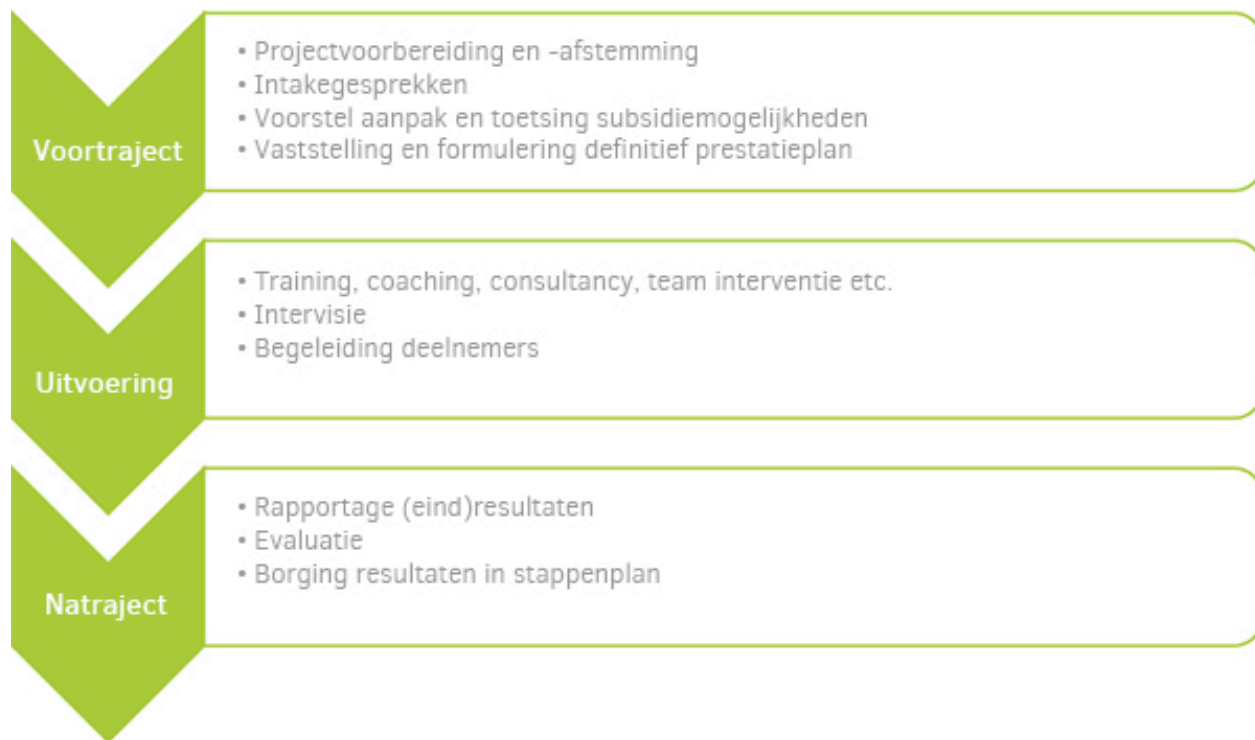 Voortraject
• Projectvoorbereiding en -afstemming
• Intakegesprekken
• Voorstel aanpak en toetsing subsidiemogelijkheden
• Vaststelling en formulering definitief prestatieplan
Uitvoering
• Training, coaching, consultancy, team interventie etc.
• Intervisie
• Begeleiding deelnemers
Natraject
• Rapportage (eind)resultaten
• Evaluatie
• Borging resultaten in stappenplan